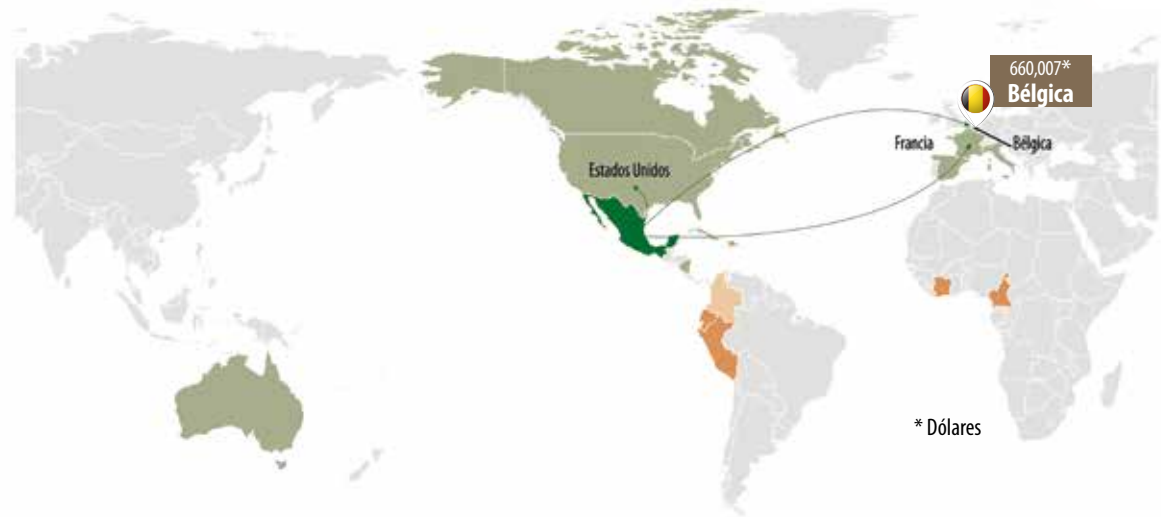 660,007*
Bélgica
Francia
Bélgica
Estados Unidos
* Dólares